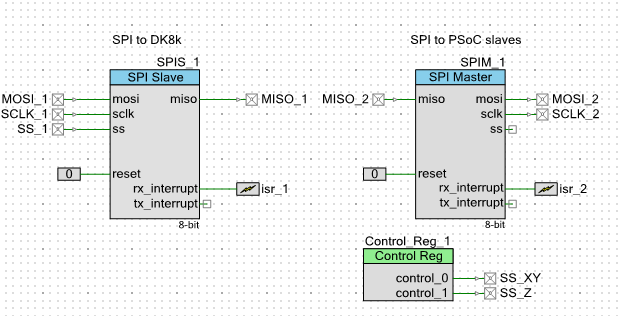 SPI to DK8k
SPIS_1
SPI Slave
MOSI_1
mosi
miso
MISO_1
SCLK_1
sclk
SS_1
ss
0
reset
rx_interrupt
isr_1
tx_interrupt
8-bit
SPI to PSoC slaves
SPIM_1
SPI Master
MISO_2
miso
mosi
MOSI_2
sclk
SCLK_2
ss
0
reset
rx_interrupt
isr_2
tx_interrupt
8-bit
Control_Reg_1
Control Reg
control_0
SS_XY
control_1
SS_Z